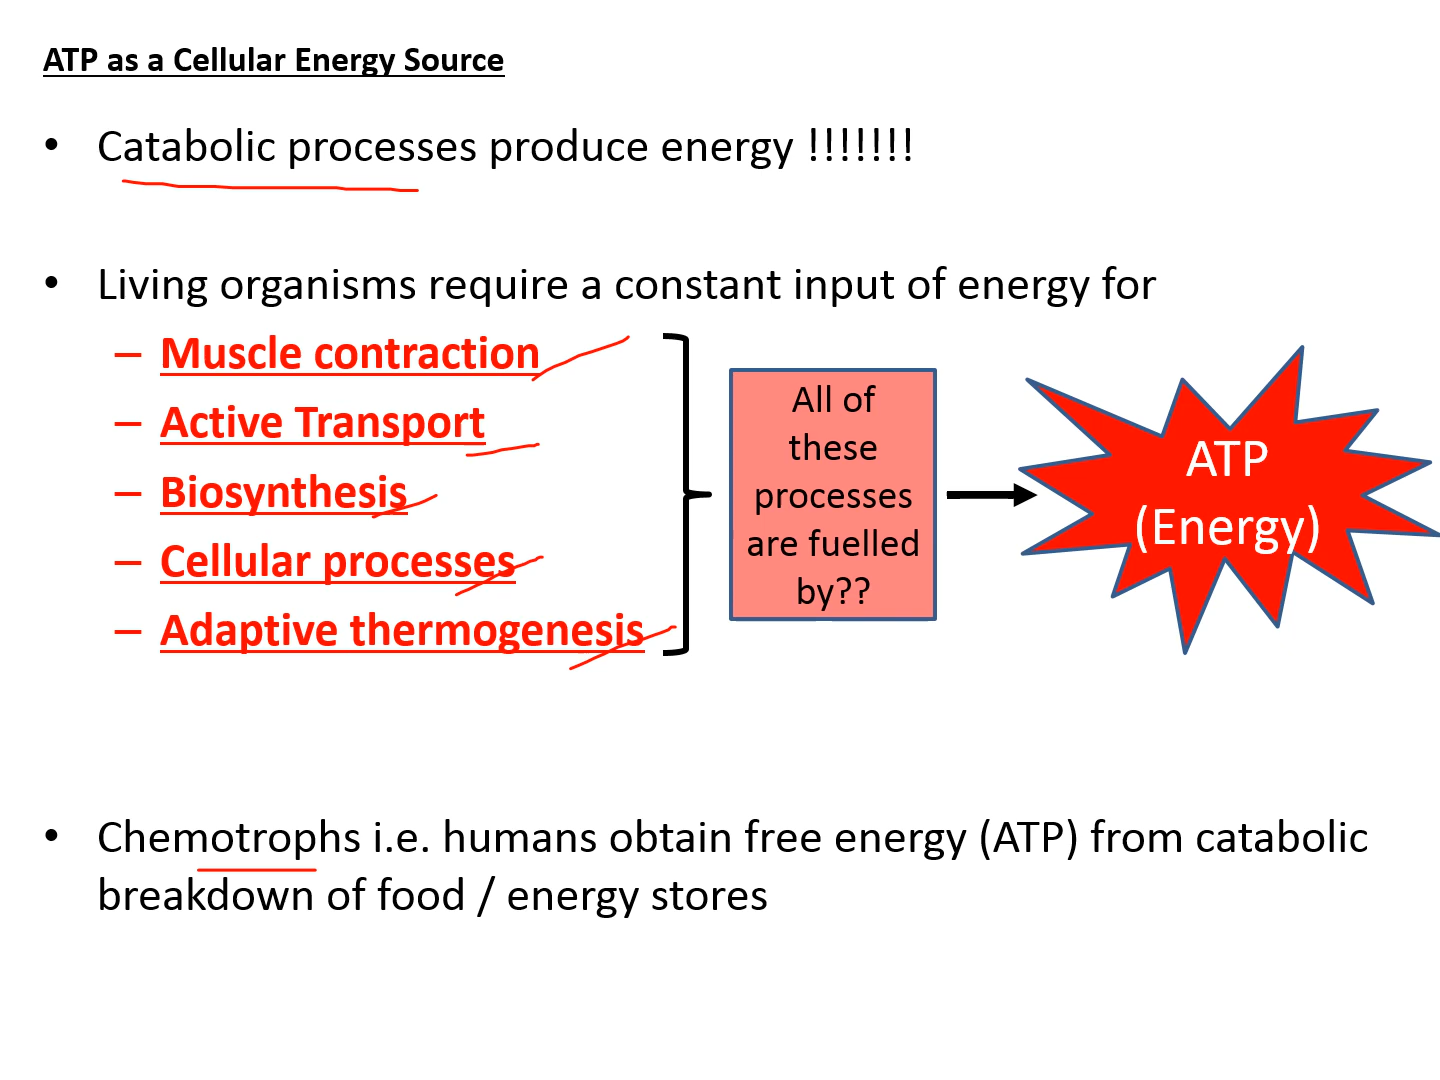 ATP as a Cellular Energy Source
• Catabolic processes produce energy !!!!!!!
• Living organisms require a constant input of energy for
– Muscle contraction
– Active Transport
– Biosynthesis
– Cellular processes
– Adaptive thermogenesis
All of
these
processes
are fuelled
by??
ATP
(Energy)
• Chemotrophs i.e. humans obtain free energy (ATP) from catabolic
breakdown of food / energy stores